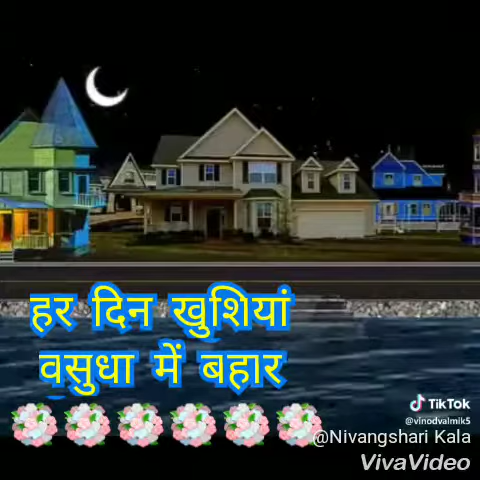 हर दिन खुशियां
वसुधा में बहार
TikTok
@vinodvalmik5
@Nivangshari Kala
VivaVideo